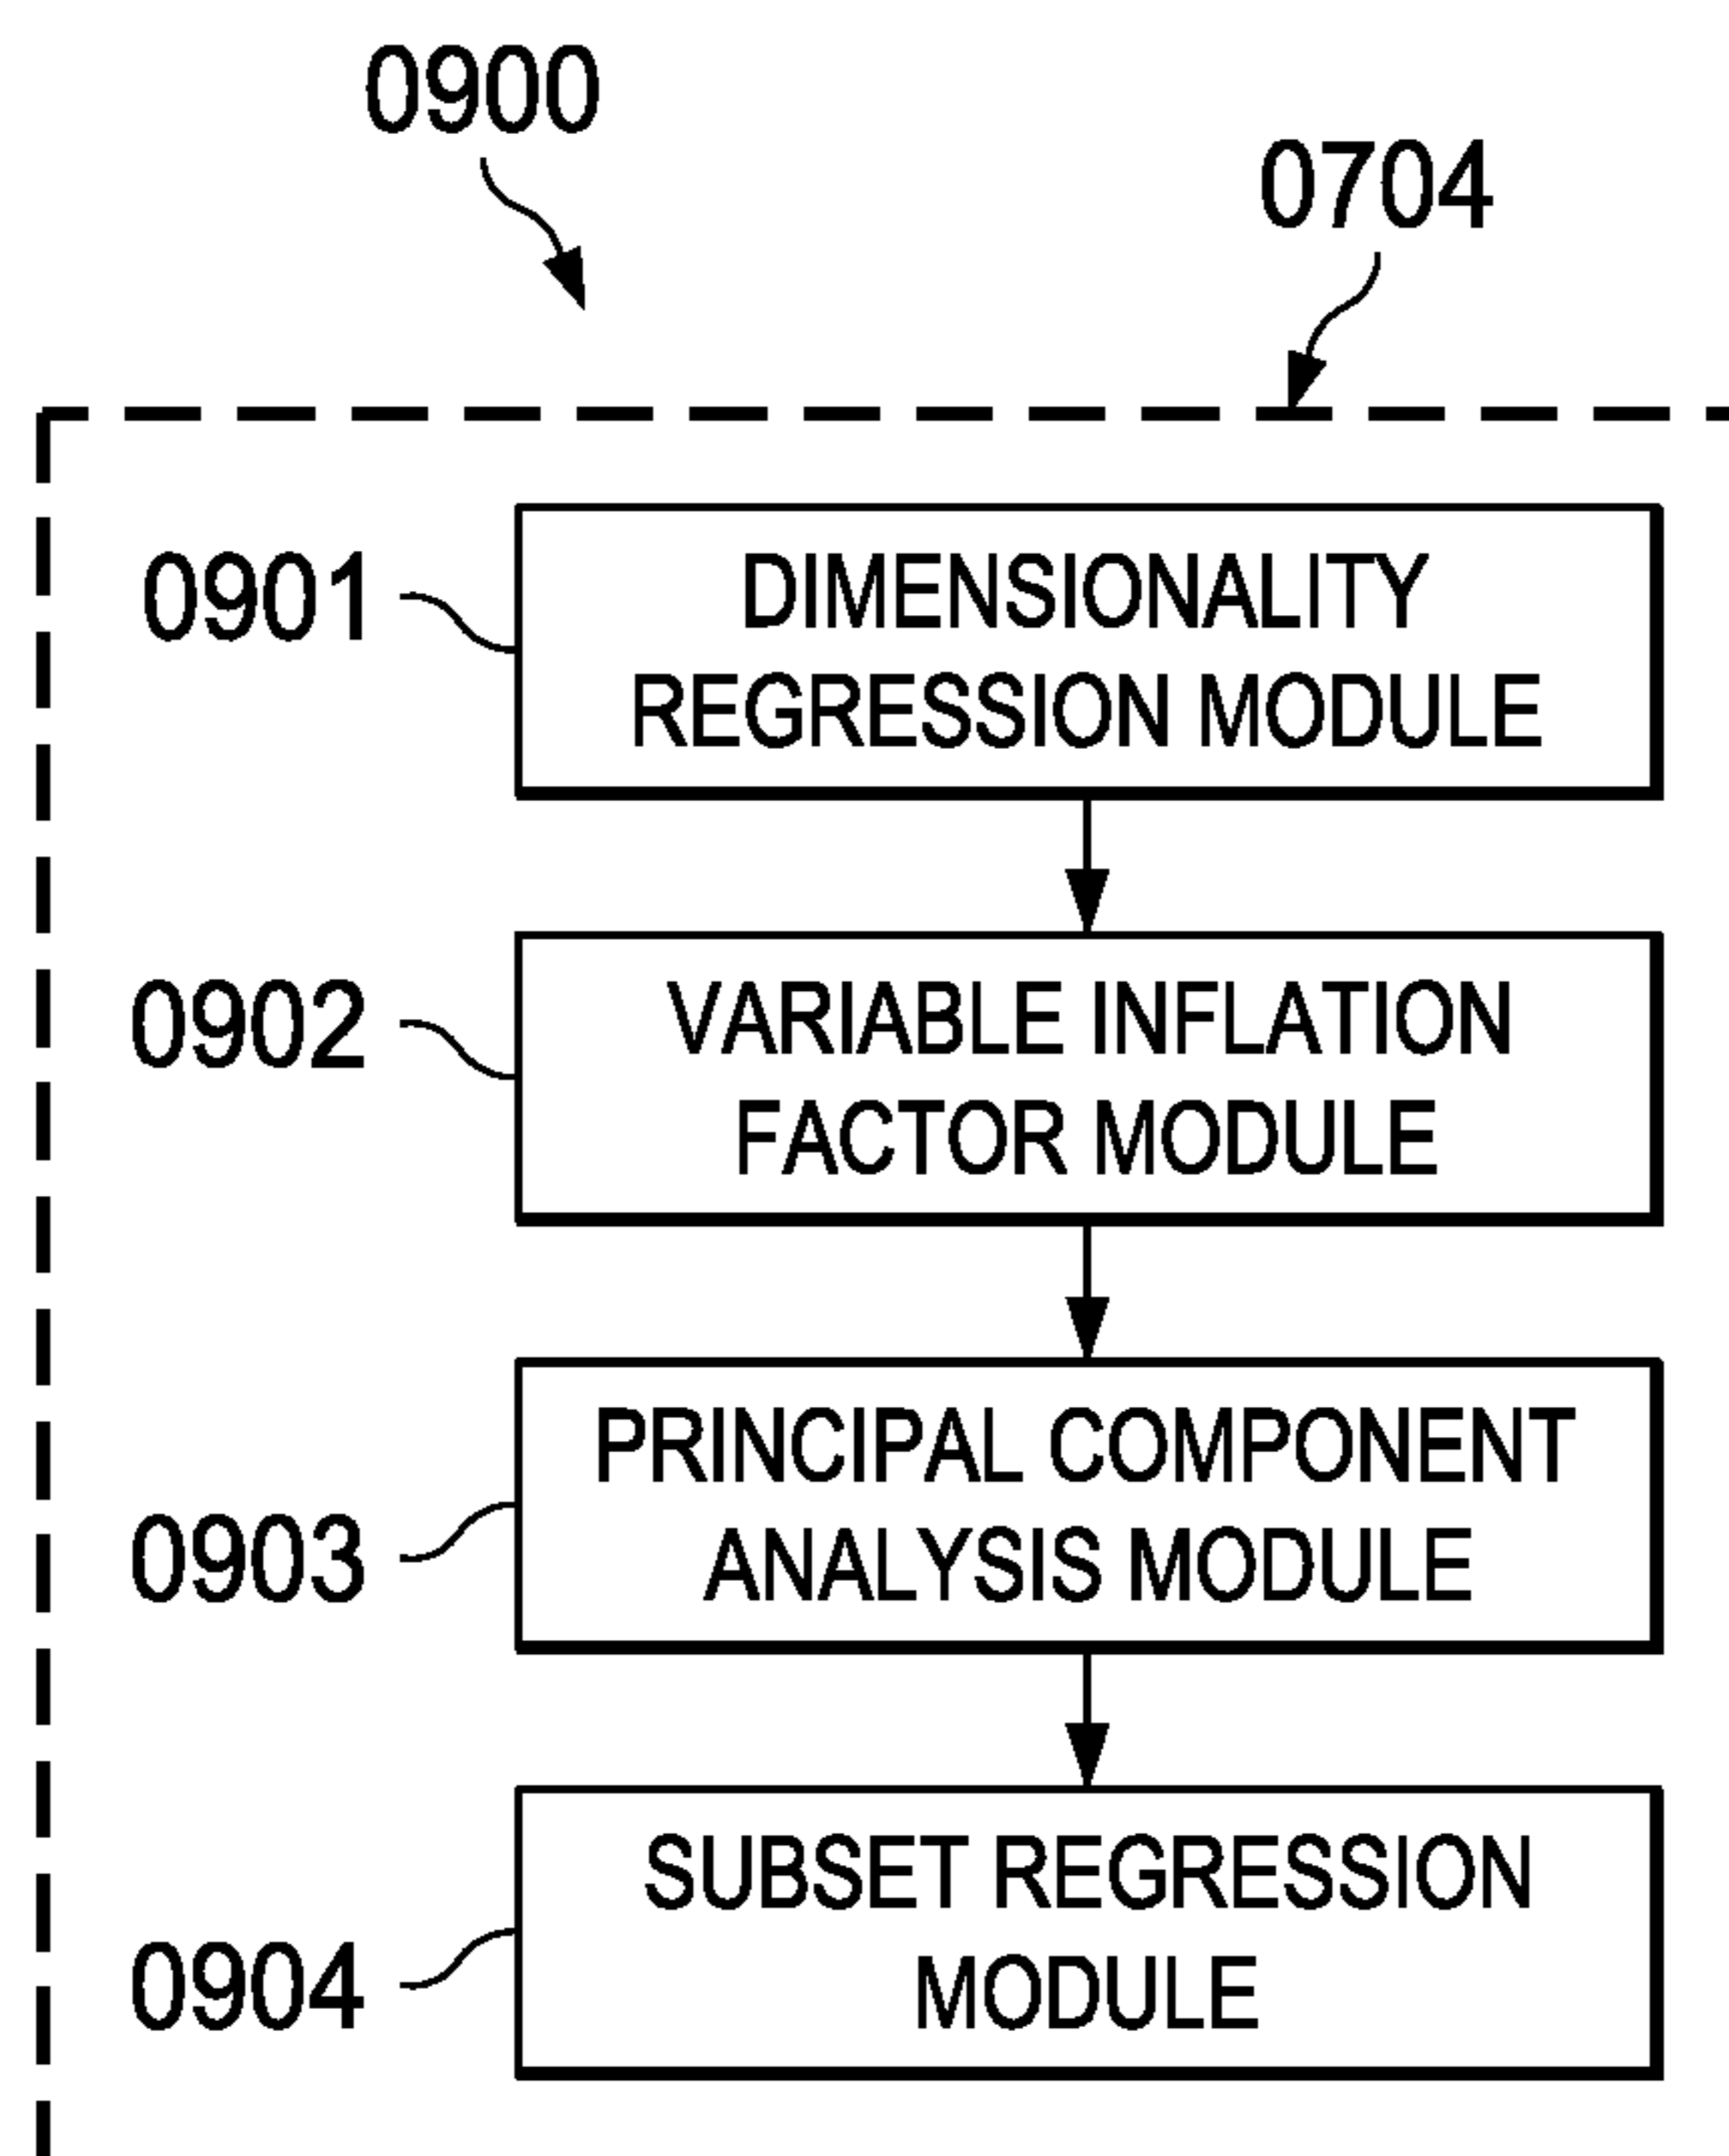 0900
0704
0901
DIMENSIONALITY
REGRESSION MODULE
0902
VARIABLE INFLATION
FACTOR MODULE
0903
PRINCIPAL COMPONENT
ANALYSIS MODULE
0904
SUBSET REGRESSION
MODULE